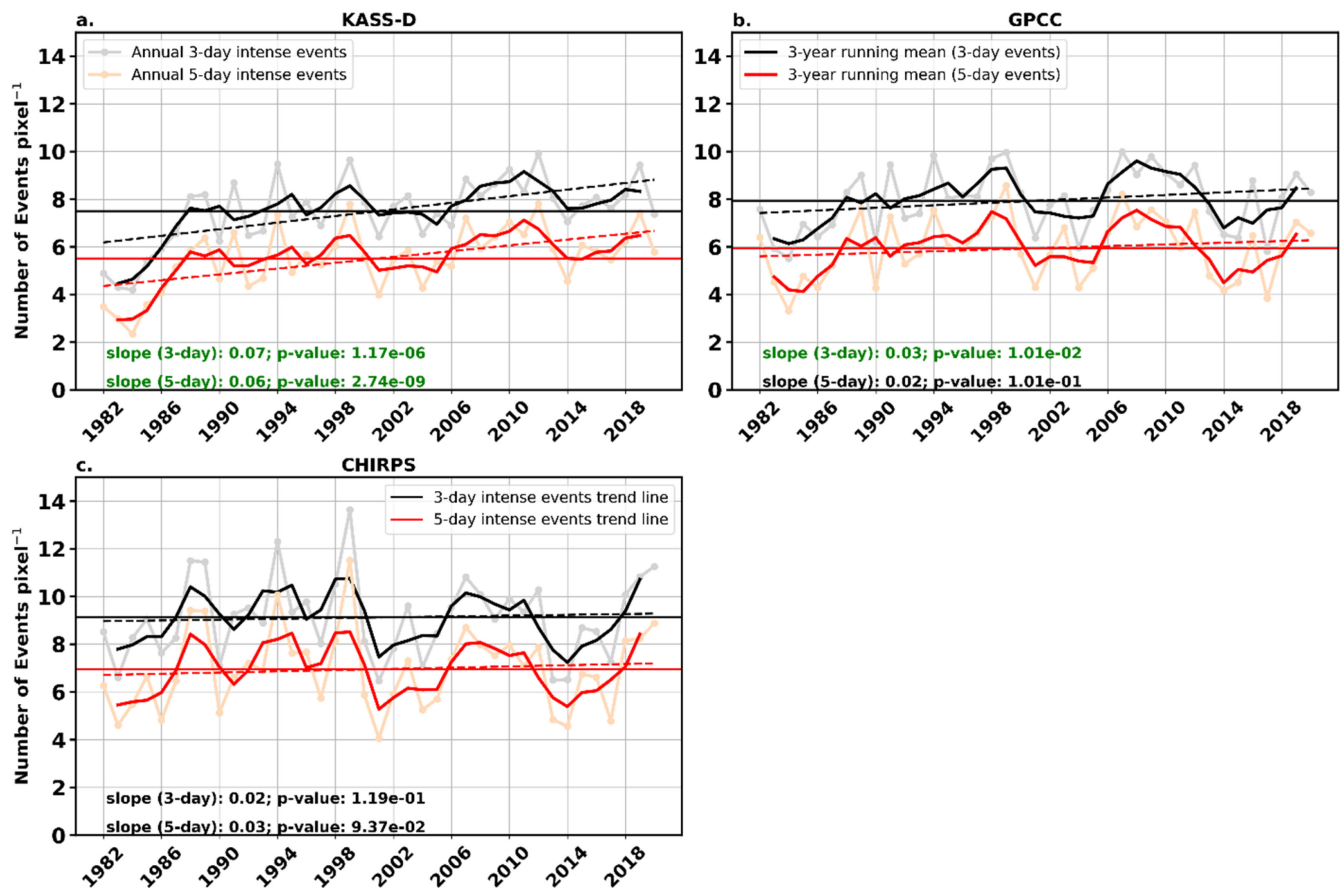 a.
KASS-D
Annual 3-day intense events
Annual 5-day intense events
Number of Events pixel⁻¹
14
12
10
8
6
4
2
0
slope (3-day): 0.07; p-value: 1.17e-06
slope (5-day): 0.06; p-value: 2.74e-09
1982
1986
1990
1994
1998
2002
2006
2010
2014
2018
b.
GPCC
3-year running mean (3-day events)
3-year running mean (5-day events)
14
12
10
8
6
4
2
0
slope (3-day): 0.03; p-value: 1.01e-02
slope (5-day): 0.02; p-value: 1.01e-01
1982
1986
1990
1994
1998
2002
2006
2010
2014
2018
c.
CHIRPS
3-day intense events trend line
5-day intense events trend line
Number of Events pixel⁻¹
14
12
10
8
6
4
2
0
slope (3-day): 0.02; p-value: 1.19e-01
slope (5-day): 0.03; p-value: 9.37e-02
1982
1986
1990
1994
1998
2002
2006
2010
2014
2018